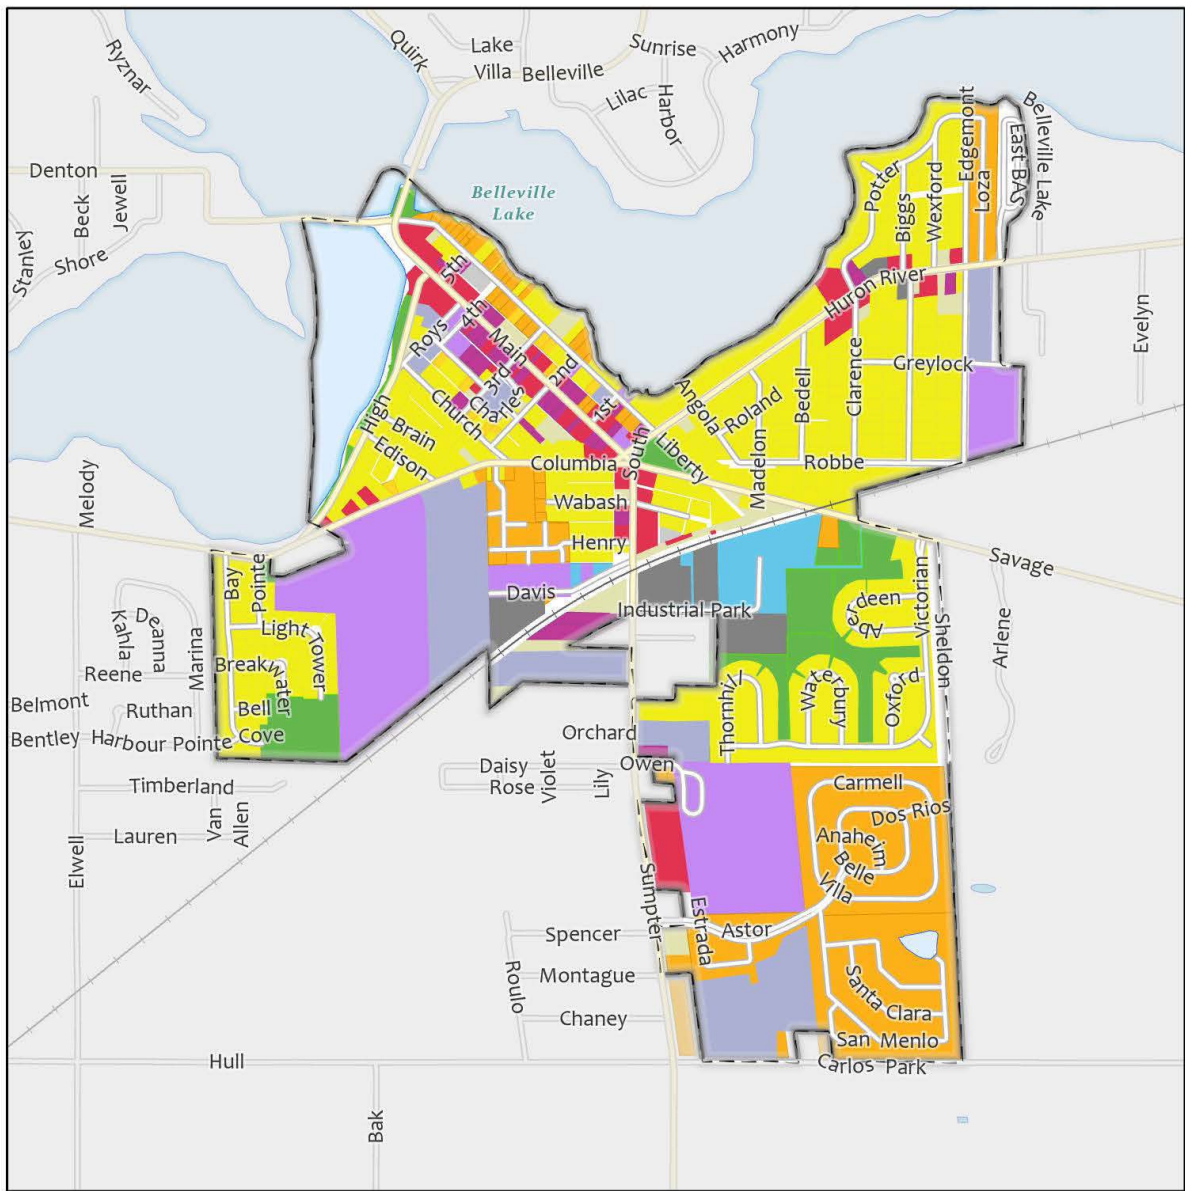 Ryznar
Quirk
Lake
Villa
Belleville
Sunrise
Harmony
Lilac
Harbor
Denton
Beck
Jewell
Stanley
Shore
Belleville
Lake
Potter
Biggs
Wexford
Edgemont
Loza
East BAS
Belleville Lake
Huron River
Evelyn
5th
4th
Roys
Main
3rd
2nd
Charles
1st
Church
High
Brain
Edison
Columbia
South
Liberty
Angola
Roland
Bedell
Clarence
Greylock
Madelon
Robbe
Wabash
Henry
Melody
Davis
Industrial Park
Savage
Bay
Pointe
Light Tower
Breakwater
Bell
Cove
Deanna
Kahla
Marina
Reene
Belmont
Ruthan
Bentley
Harbour Pointe
Aberdeen
Victorian
Sheldon
Arlene
Thornhill
Waterbury
Oxford
Orchard
Owen
Daisy
Rose
Violet
Lily
Timberland
Van
Allen
Lauren
Elwell
Carmell
Dos Rios
Anaheim
Belle
Villa
Sumpter
Estrada
Astor
Spencer
Montague
Roulo
Chaney
Santa
Clara
San
Carlos
Menlo
Park
Hull
Bak